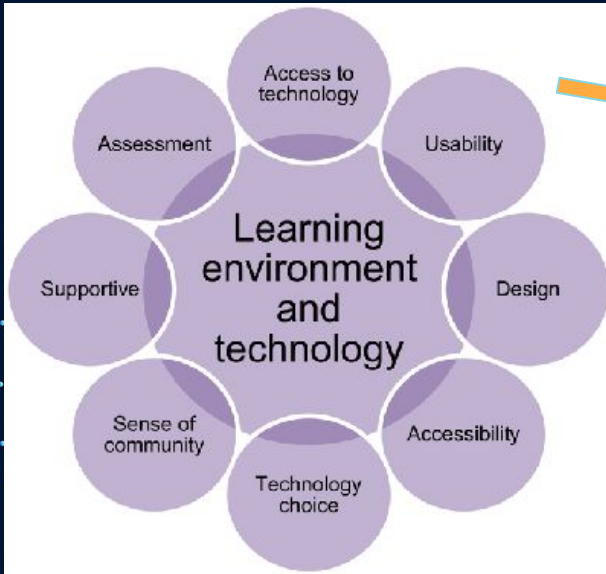 Access to
technology
Usability
Design
Accessibility
Technology
choice
Sense of
community
Supportive
Assessment
Learning
environment
and
technology